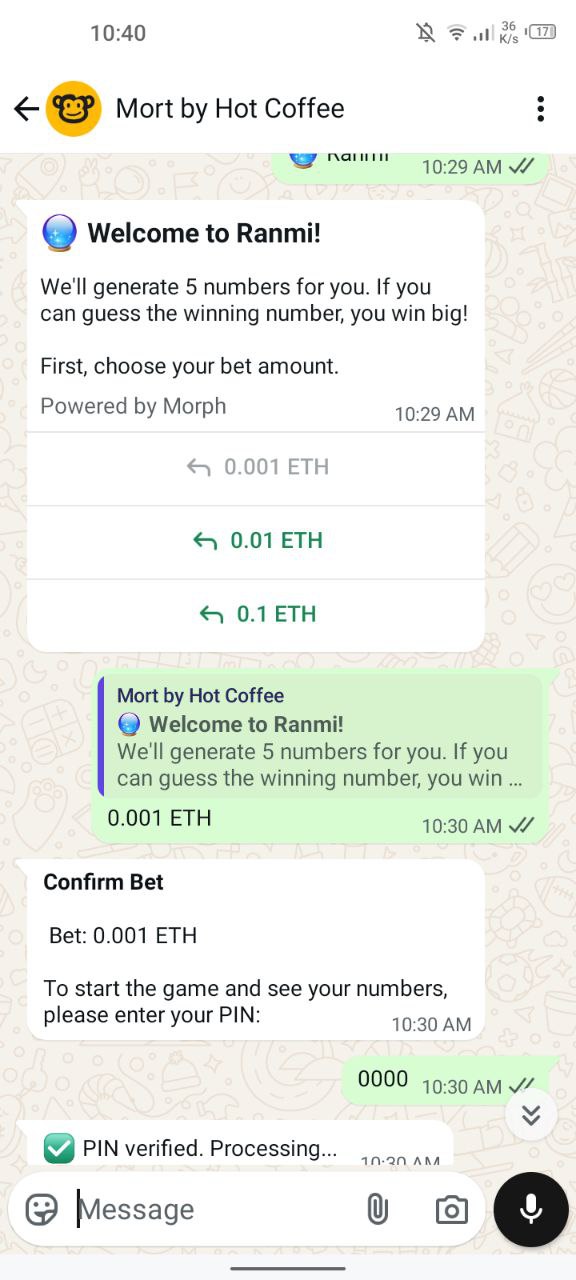 10:40
36
K/s
17
Mort by Hot Coffee
Ranmi
10:29 AM
Welcome to Ranmi!
We'll generate 5 numbers for you. If you
can guess the winning number, you win big!
First, choose your bet amount.
Powered by Morph
10:29 AM
0.001 ETH
0.01 ETH
0.1 ETH
Mort by Hot Coffee
Welcome to Ranmi!
We'll generate 5 numbers for you. If you
can guess the winning number, you win ...
0.001 ETH
10:30 AM
Confirm Bet
Bet: 0.001 ETH
To start the game and see your numbers,
please enter your PIN:
10:30 AM
0000
10:30 AM
PIN verified. Processing...
10:30 AM
Message